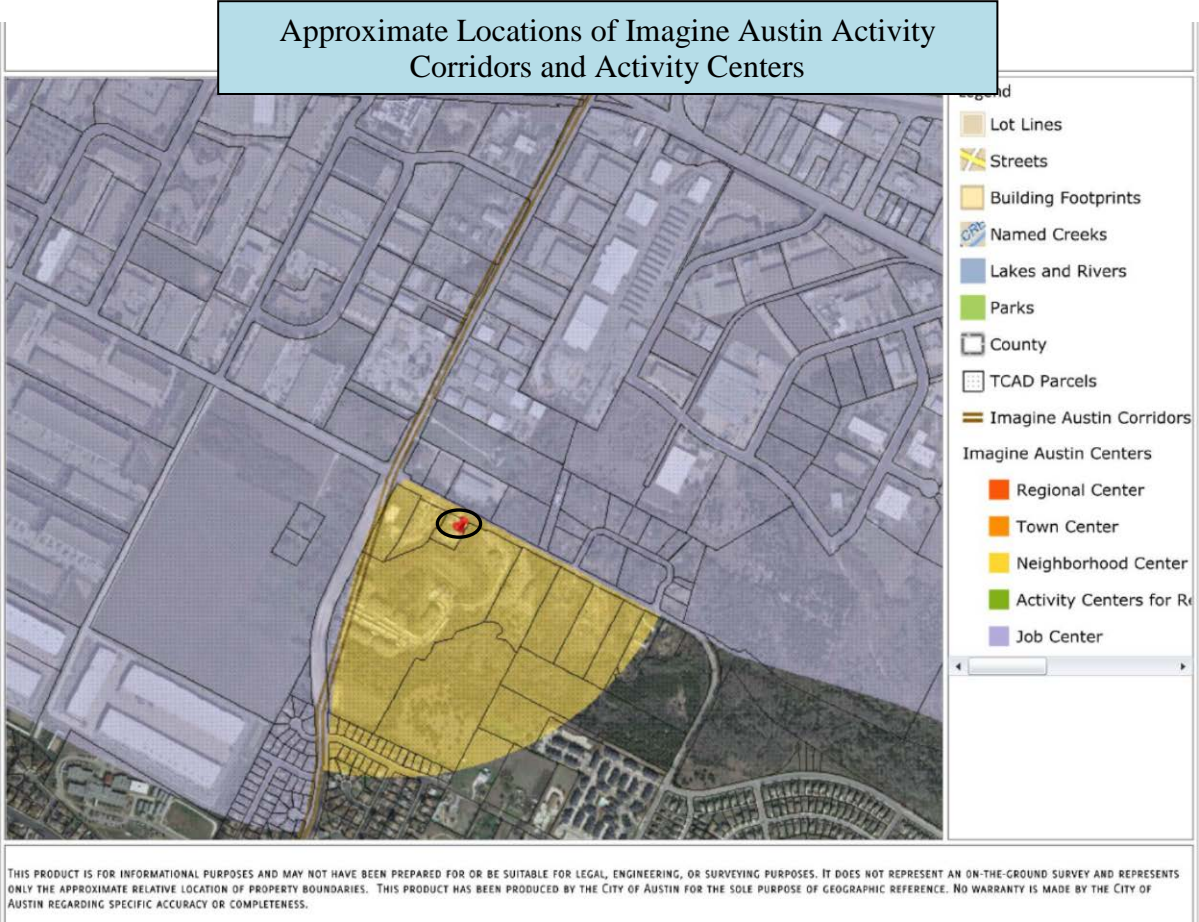 Approximate Locations of Imagine Austin Activity
Corridors and Activity Centers
Legend
Lot Lines
Streets
Building Footprints
CRE
Named Creeks
Lakes and Rivers
Parks
County
TCAD Parcels
Imagine Austin Corridors
Imagine Austin Centers
Regional Center
Town Center
Neighborhood Center
Activity Centers for Re
Job Center
THIS PRODUCT IS FOR INFORMATIONAL PURPOSES AND MAY NOT HAVE BEEN PREPARED FOR OR BE SUITABLE FOR LEGAL, ENGINEERING, OR SURVEYING PURPOSES. IT DOES NOT REPRESENT AN ON-THE-GROUND SURVEY AND REPRESENTS
ONLY THE APPROXIMATE RELATIVE LOCATION OF PROPERTY BOUNDARIES. THIS PRODUCT HAS BEEN PRODUCED BY THE CITY OF AUSTIN FOR THE SOLE PURPOSE OF GEOGRAPHIC REFERENCE. NO WARRANTY IS MADE BY THE CITY OF
AUSTIN REGARDING SPECIFIC ACCURACY OR COMPLETENESS.